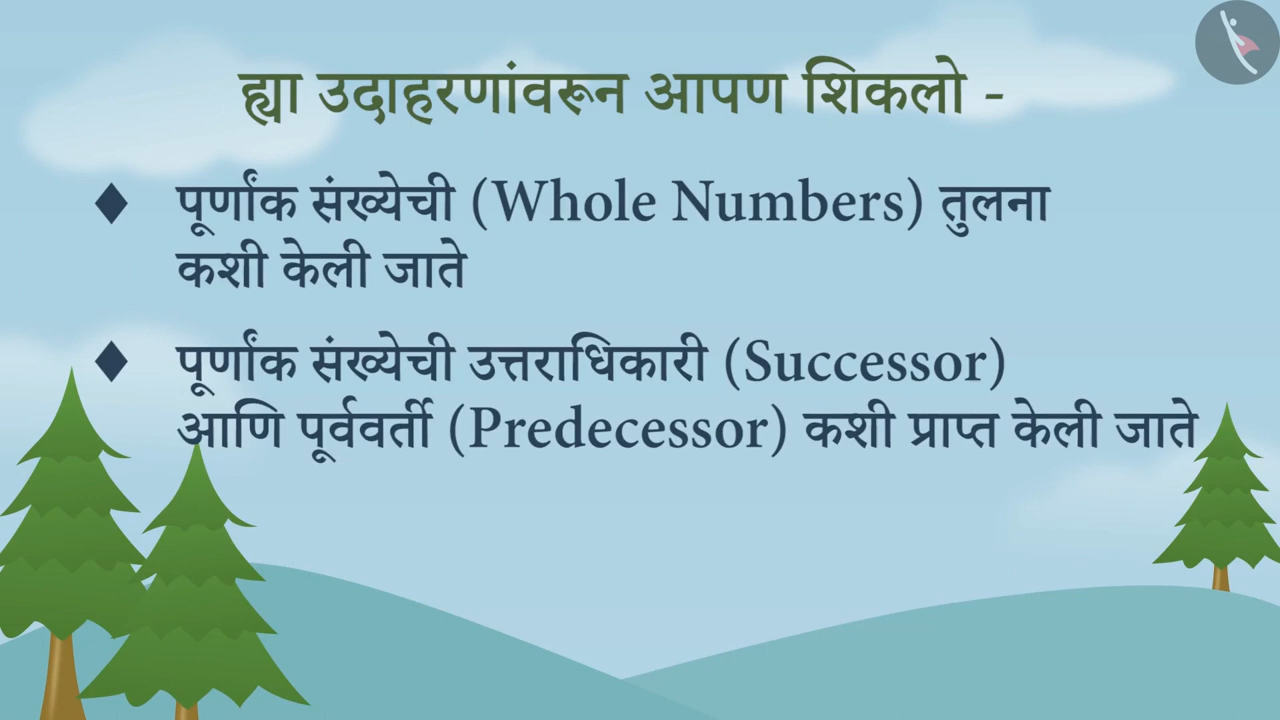 ह्या उदाहरणांवरून आपण शिकलो -
♦ पूर्णांक संख्येची (Whole Numbers) तुलना
कशी केली जाते
♦ पूर्णांक संख्येची उत्तराधिकारी (Successor)
आणि पूर्ववर्ती (Predecessor) कशी प्राप्त केली जाते